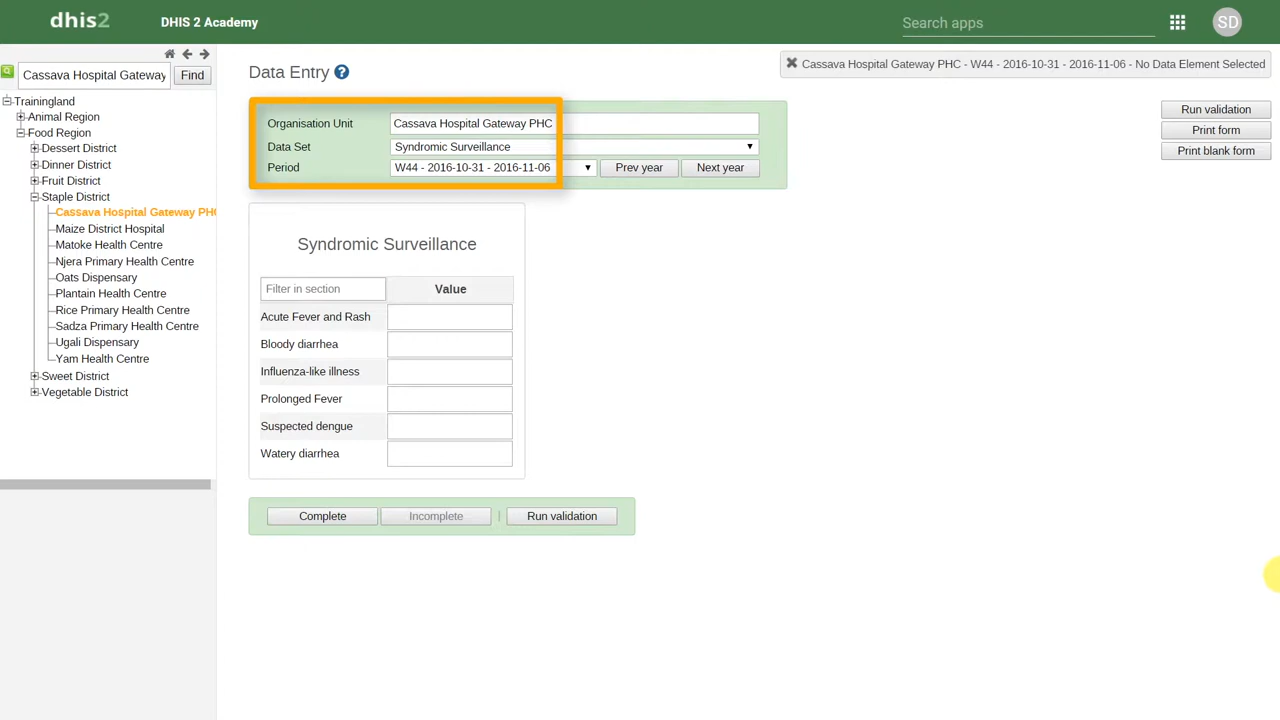 dhis2
DHIS 2 Academy
Search apps
SD
Cassava Hospital Gateway
Find
Trainingland
Animal Region
Food Region
Dessert District
Dinner District
Fruit District
Staple District
Cassava Hospital Gateway PHC
Maize District Hospital
Matoke Health Centre
Njera Primary Health Centre
Oats Dispensary
Plantain Health Centre
Rice Primary Health Centre
Sadza Primary Health Centre
Ugali Dispensary
Yam Health Centre
Sweet District
Vegetable District
Data Entry ?
Cassava Hospital Gateway PHC - W44 - 2016-10-31 - 2016-11-06 - No Data Element Selected
Organisation Unit Cassava Hospital Gateway PHC
Data Set Syndromic Surveillance
Period W44 - 2016-10-31 - 2016-11-06 Prev year Next year
Run validation
Print form
Print blank form
Syndromic Surveillance
Filter in section Value
Acute Fever and Rash
Bloody diarrhea
Influenza-like illness
Prolonged Fever
Suspected dengue
Watery diarrhea
Complete Incomplete | Run validation